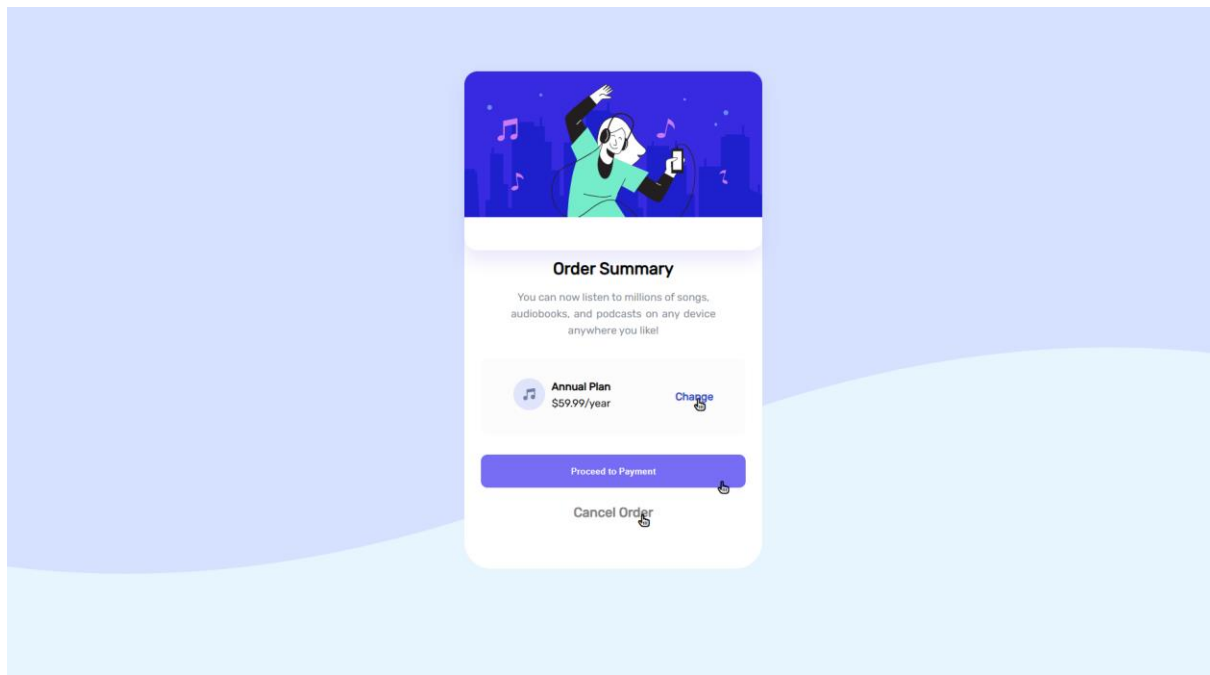 Order Summary
You can now listen to millions of songs,
audiobooks, and podcasts on any device
anywhere you like!
Annual Plan
$59.99/year
Change
Proceed to Payment
Cancel Order